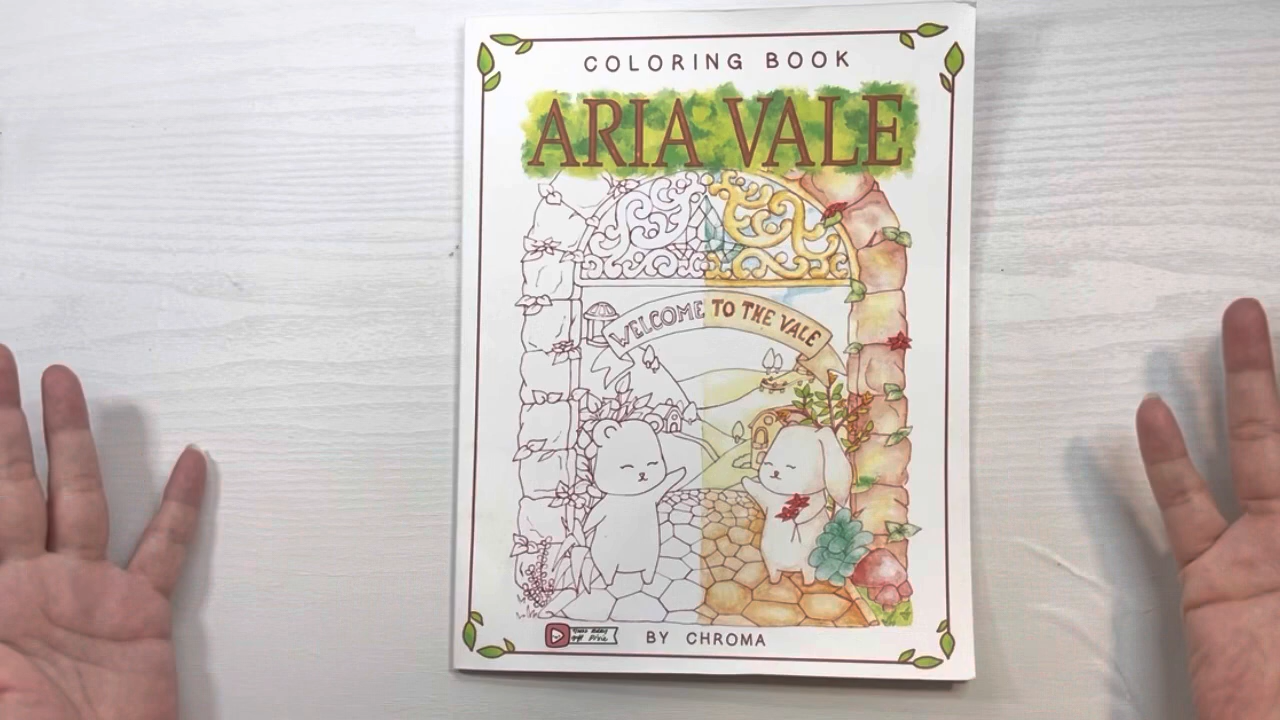 COLORING BOOK
ARIA VALE
WELCOME TO THE VALE
BY CHROMA